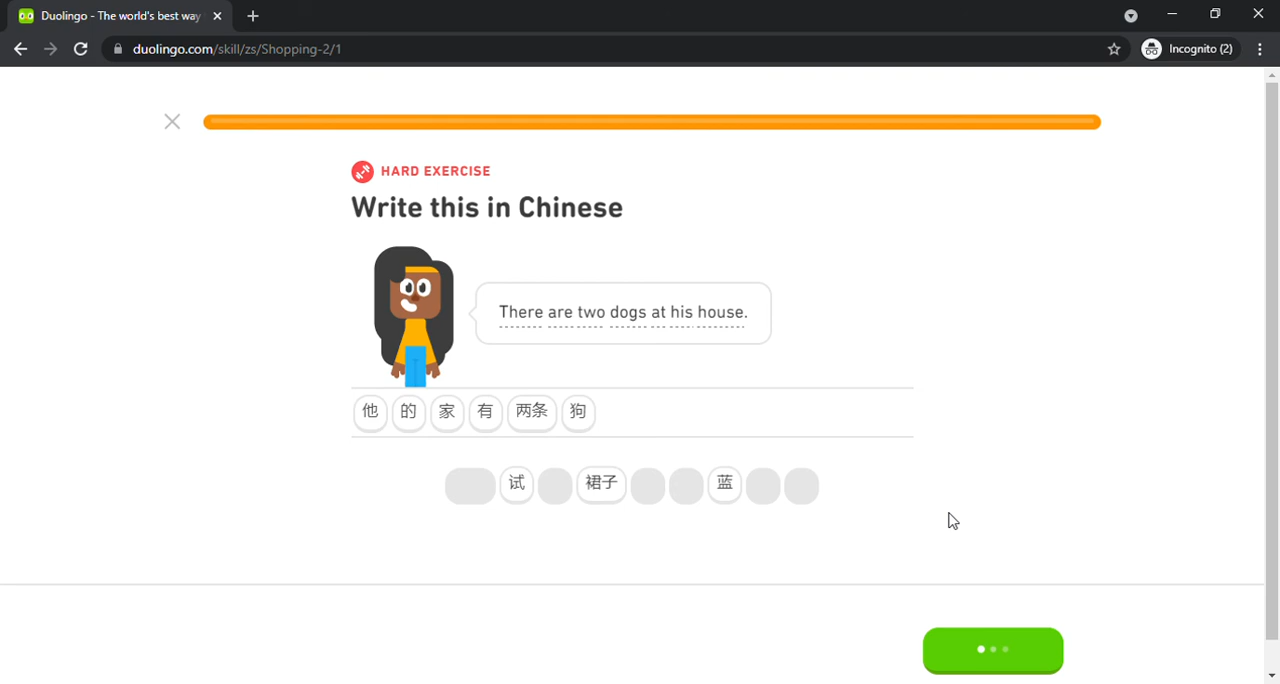 Duolingo - The world's best way
duolingo.com/skill/zs/Shopping-2/1
Incognito (2)
HARD EXERCISE
Write this in Chinese
There are two dogs at his house.
他 的 家 有 两条 狗
试 裙子 蓝